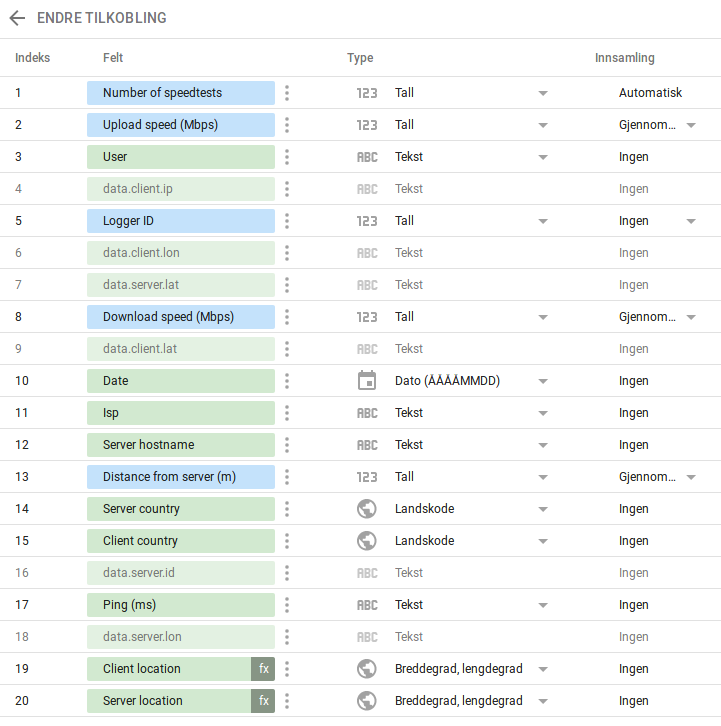 ENDRE TILKOBLING
Indeks Felt Type Innsamling
1 Number of speedtests 123 Tall Automatisk
2 Upload speed (Mbps) 123 Tall Gjennom...
3 User ABC Tekst Ingen
4 data.client.ip ABC Tekst Ingen
5 Logger ID 123 Tall Ingen
6 data.client.lon ABC Tekst Ingen
7 data.server.lat ABC Tekst Ingen
8 Download speed (Mbps) 123 Tall Gjennom...
9 data.client.lat ABC Tekst Ingen
10 Date Dato (ÅÅÅÅMMDD) Ingen
11 Isp ABC Tekst Ingen
12 Server hostname ABC Tekst Ingen
13 Distance from server (m) 123 Tall Gjennom...
14 Server country Landskode Ingen
15 Client country Landskode Ingen
16 data.server.id ABC Tekst Ingen
17 Ping (ms) ABC Tekst Ingen
18 data.server.lon ABC Tekst Ingen
19 Client location fx Breddegrad, lengdegrad Ingen
20 Server location fx Breddegrad, lengdegrad Ingen